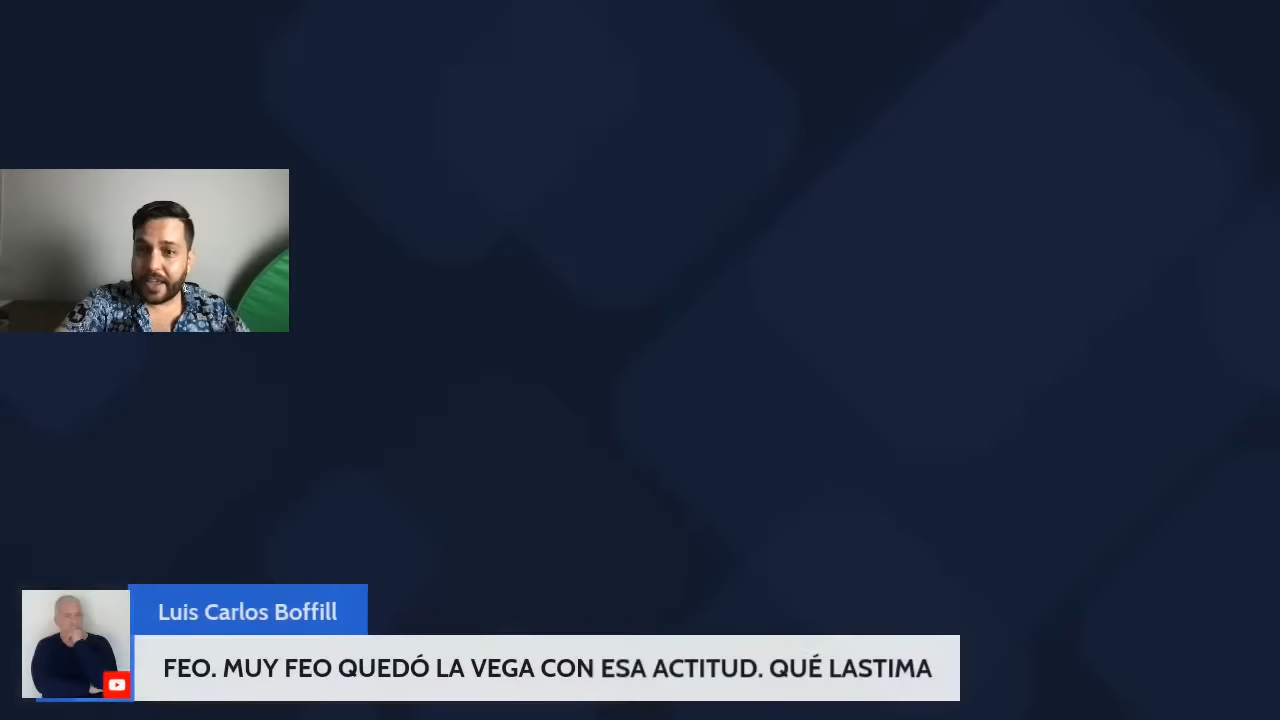 Luis Carlos Boffill
FEO. MUY FEO QUEDÓ LA VEGA CON ESA ACTITUD. QUÉ LASTIMA